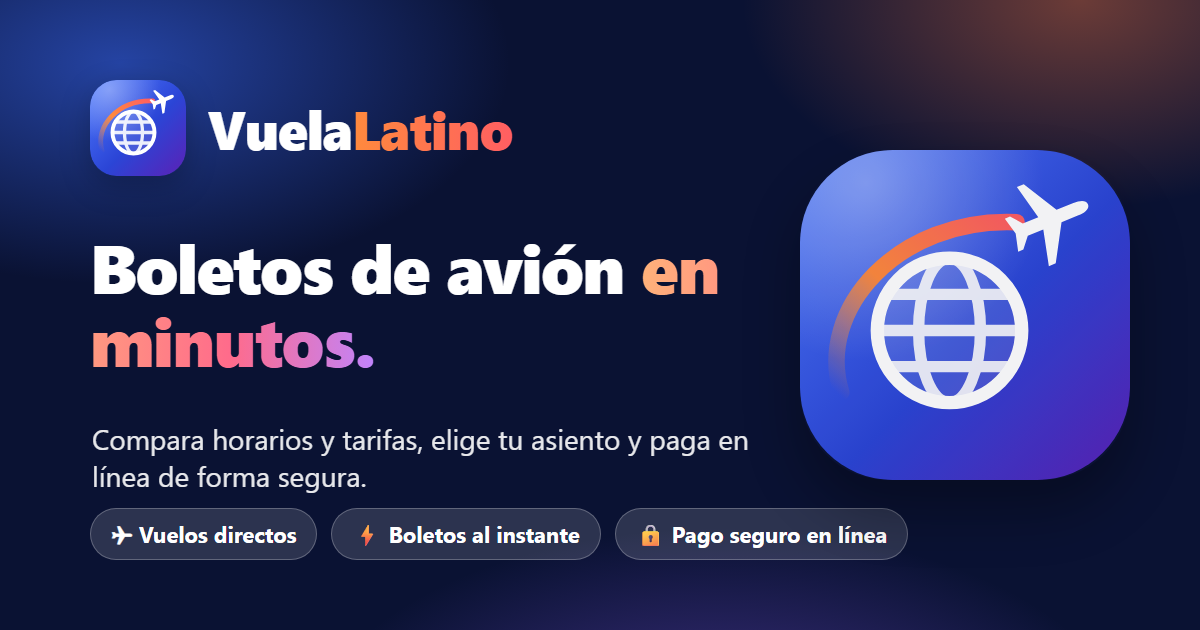 VuelaLatino
Boletos de avión en
minutos.
Compara horarios y tarifas, elige tu asiento y paga en
línea de forma segura.
Vuelos directos
Boletos al instante
Pago seguro en línea